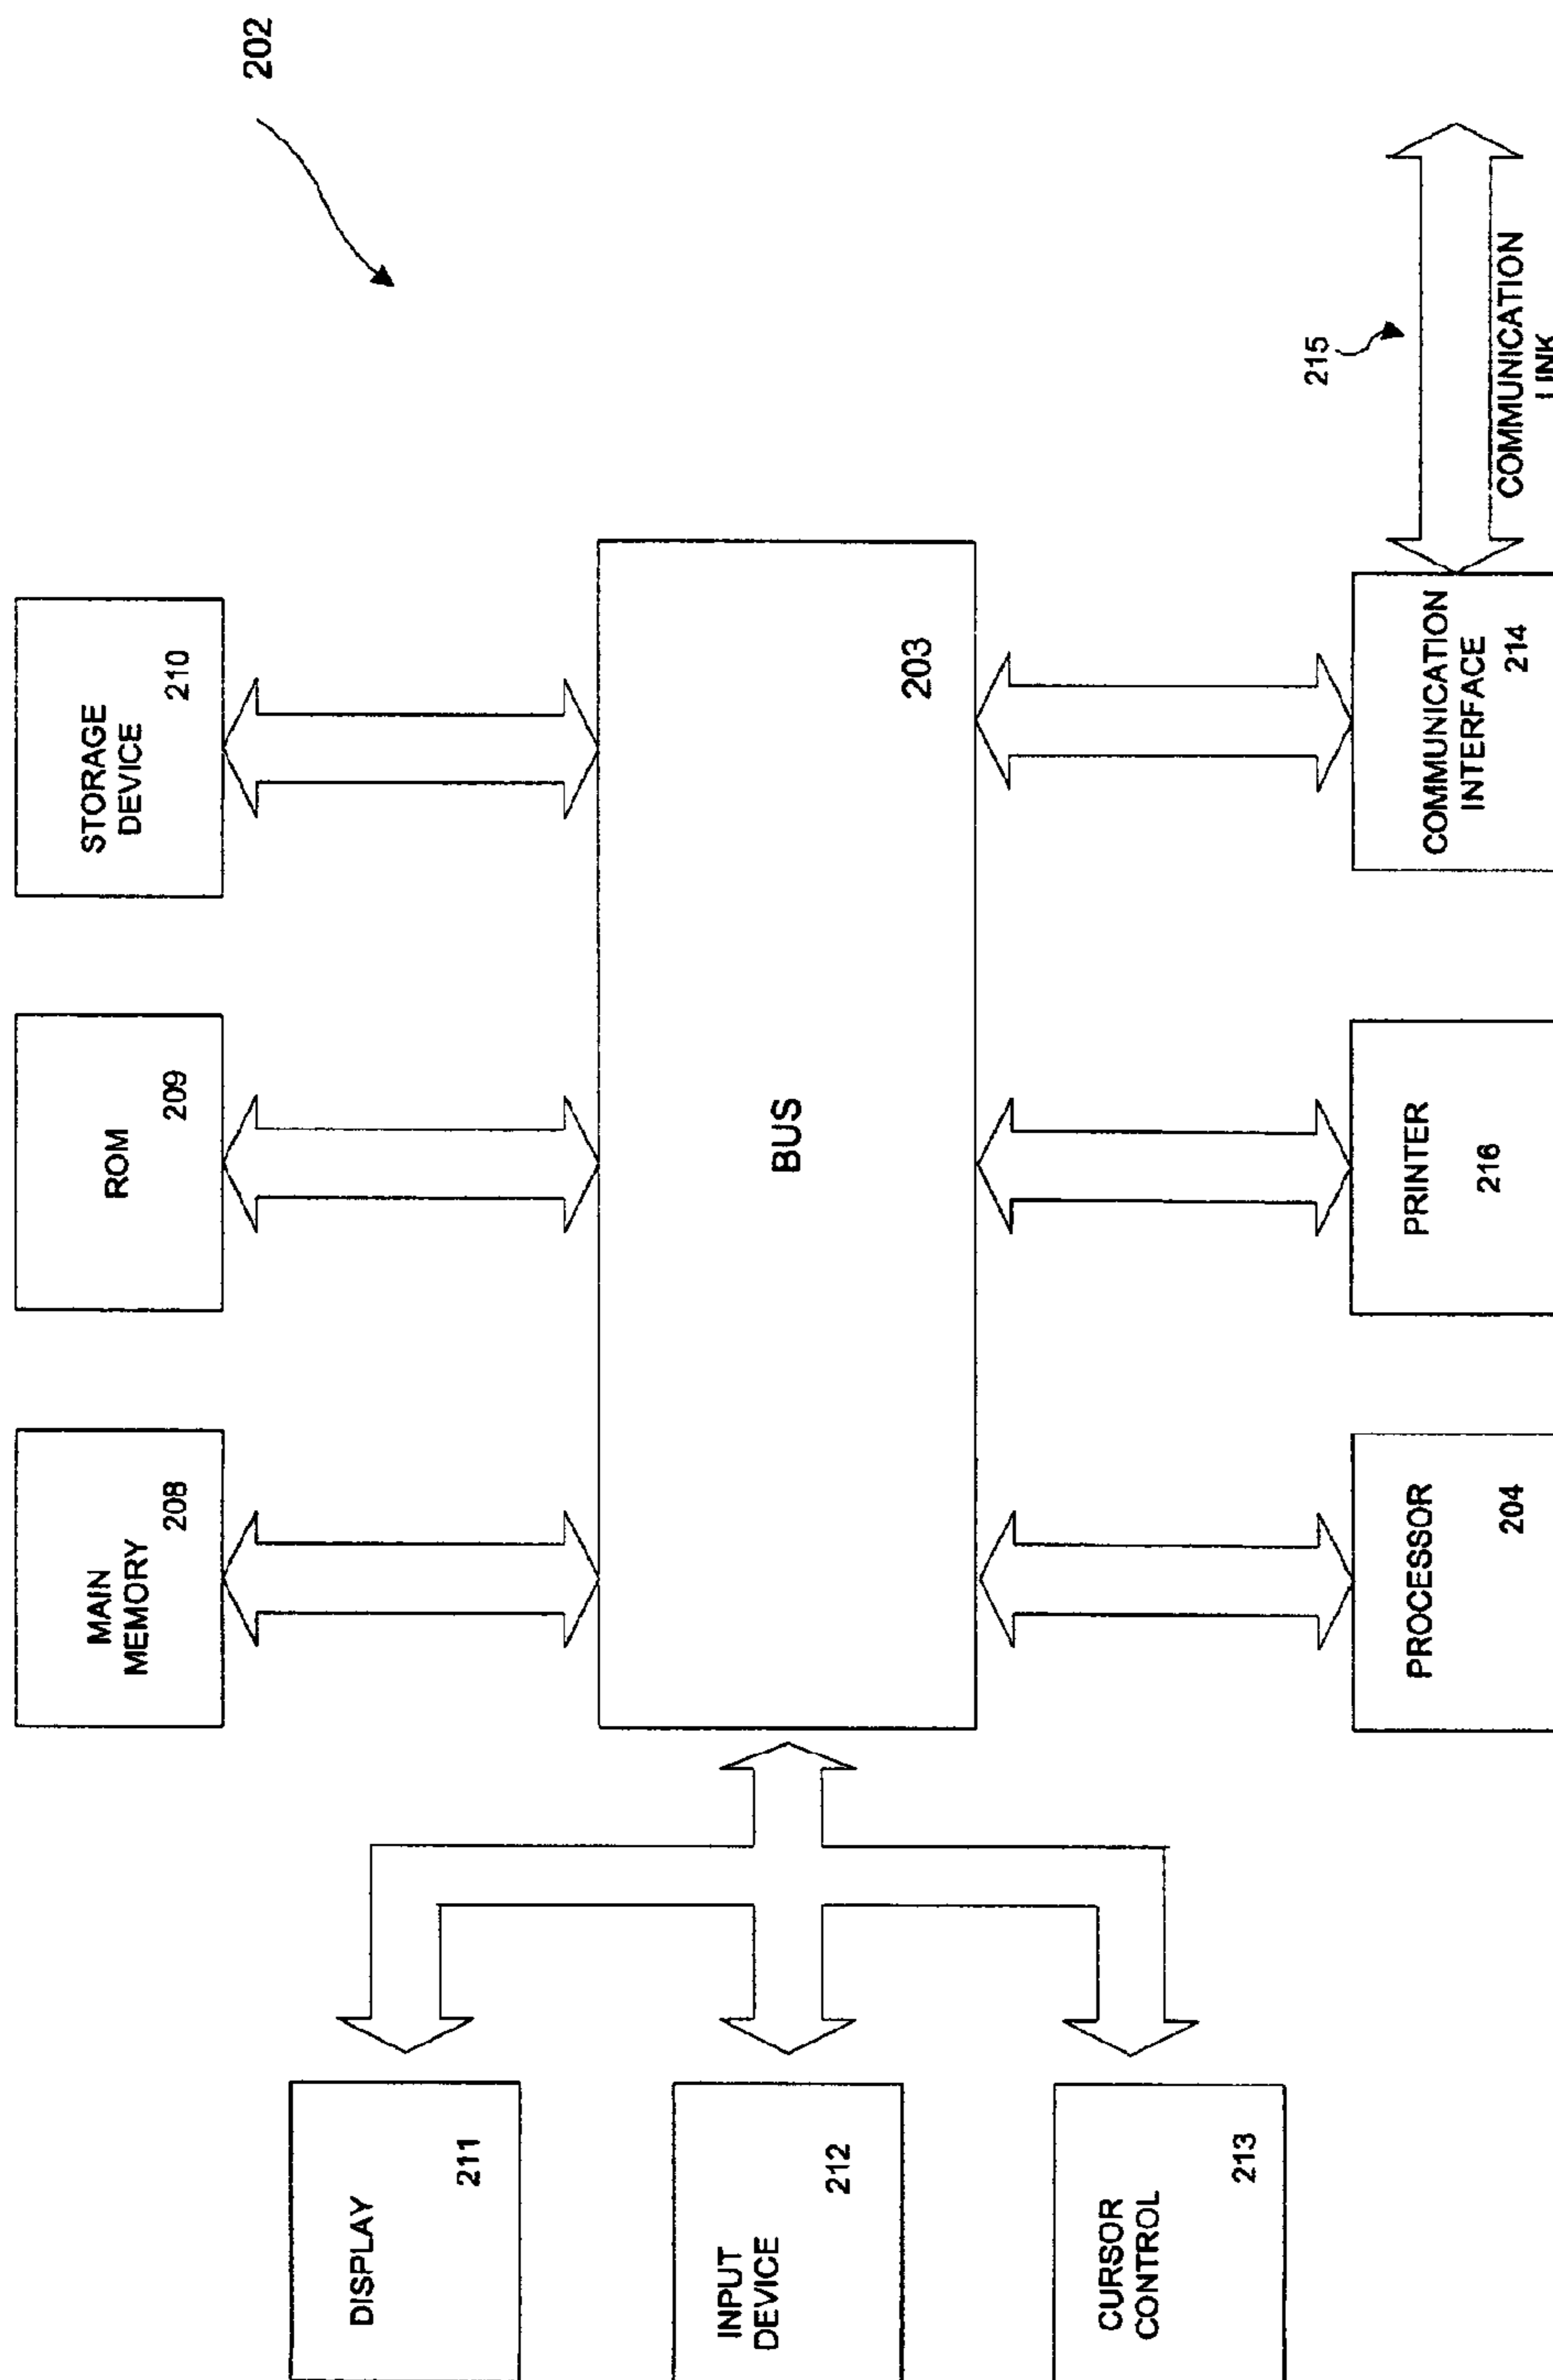 202
MAIN
MEMORY
208
ROM
209
STORAGE
DEVICE
210
DISPLAY
211
INPUT
DEVICE
212
CURSOR
CONTROL
213
BUS
203
PROCESSOR
204
PRINTER
216
COMMUNICATION
INTERFACE
214
215
COMMUNICATION
LINK